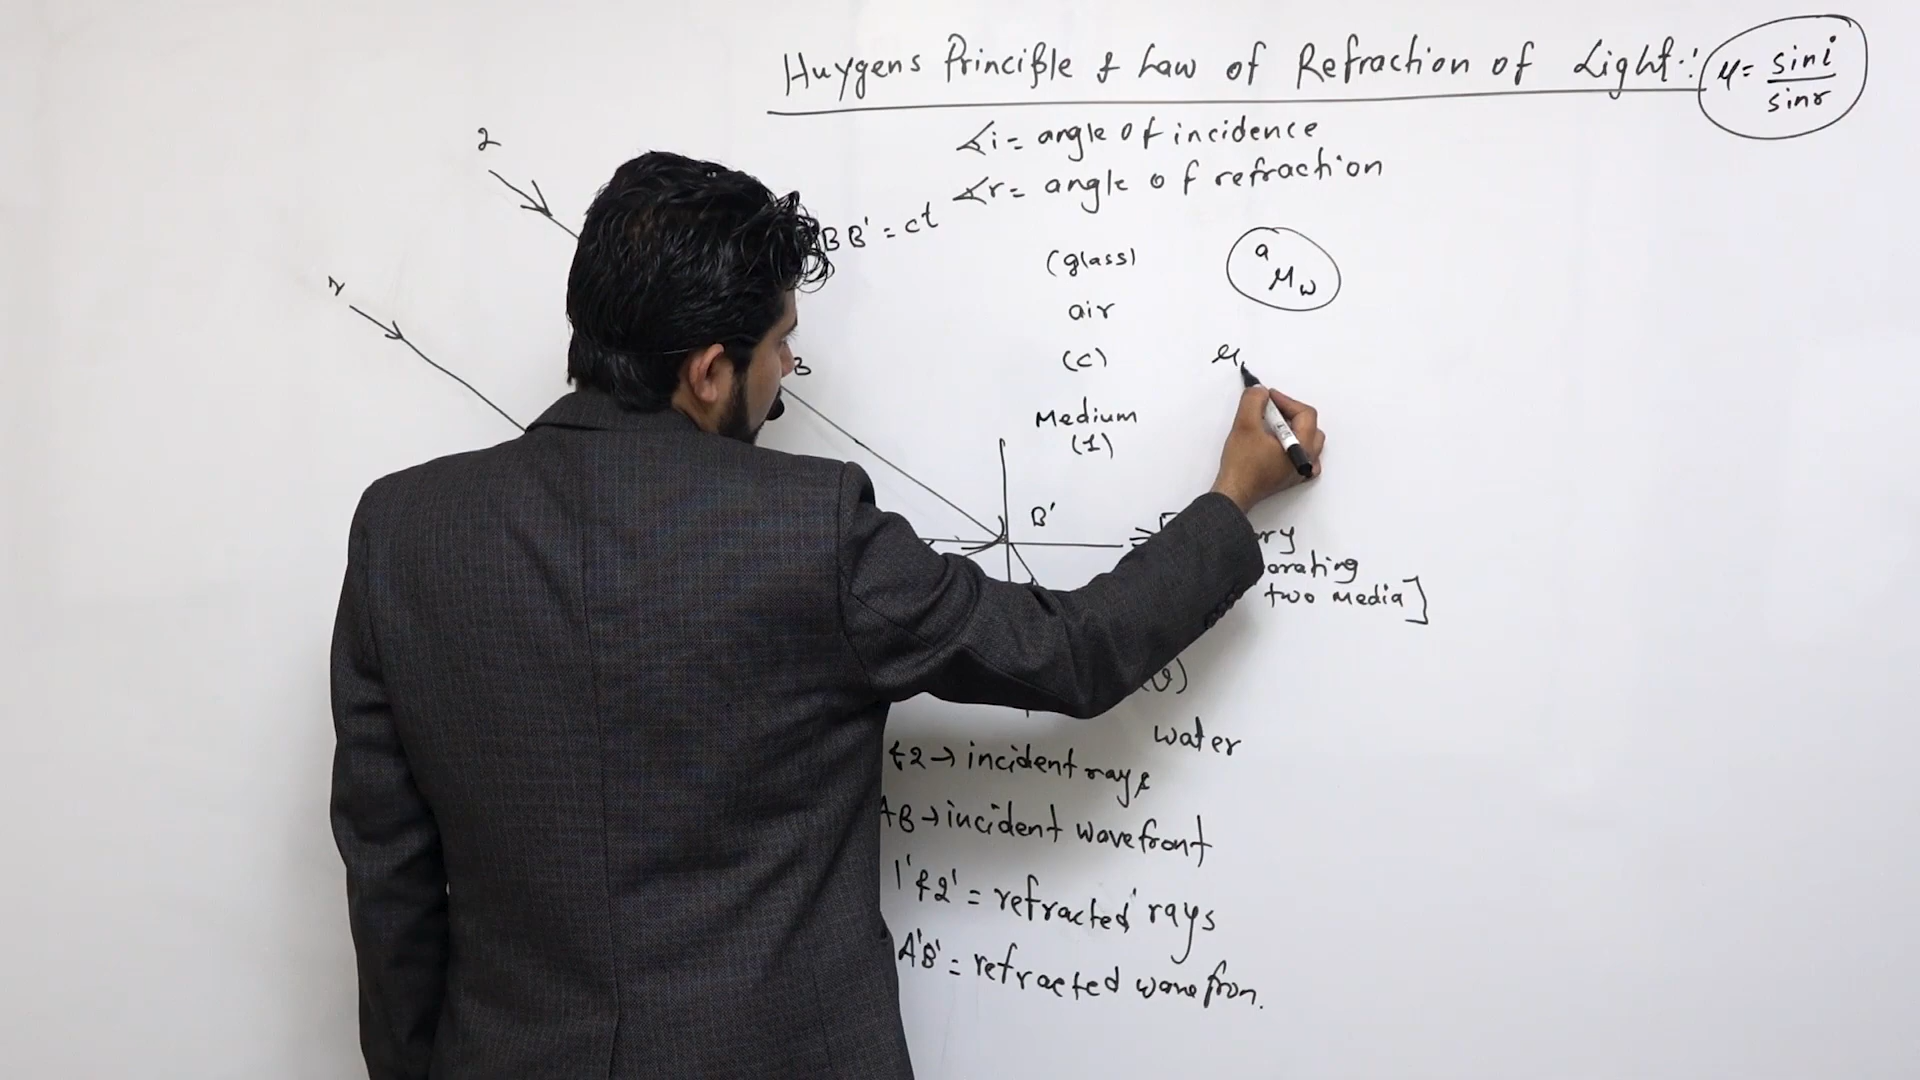 Huygens Principle & Law of Refraction of Light:
μ = sin i / sin r
∡i = angle of incidence
∡r = angle of refraction
2
BB' = ct
(glass)
a μ w
air
B
(c)
μ
Medium
(1)
B'
two media]
(v)
water
&2 → incident rays
AB → incident wavefront
1' & 2' = refracted rays
A'B' = refracted wavefron.